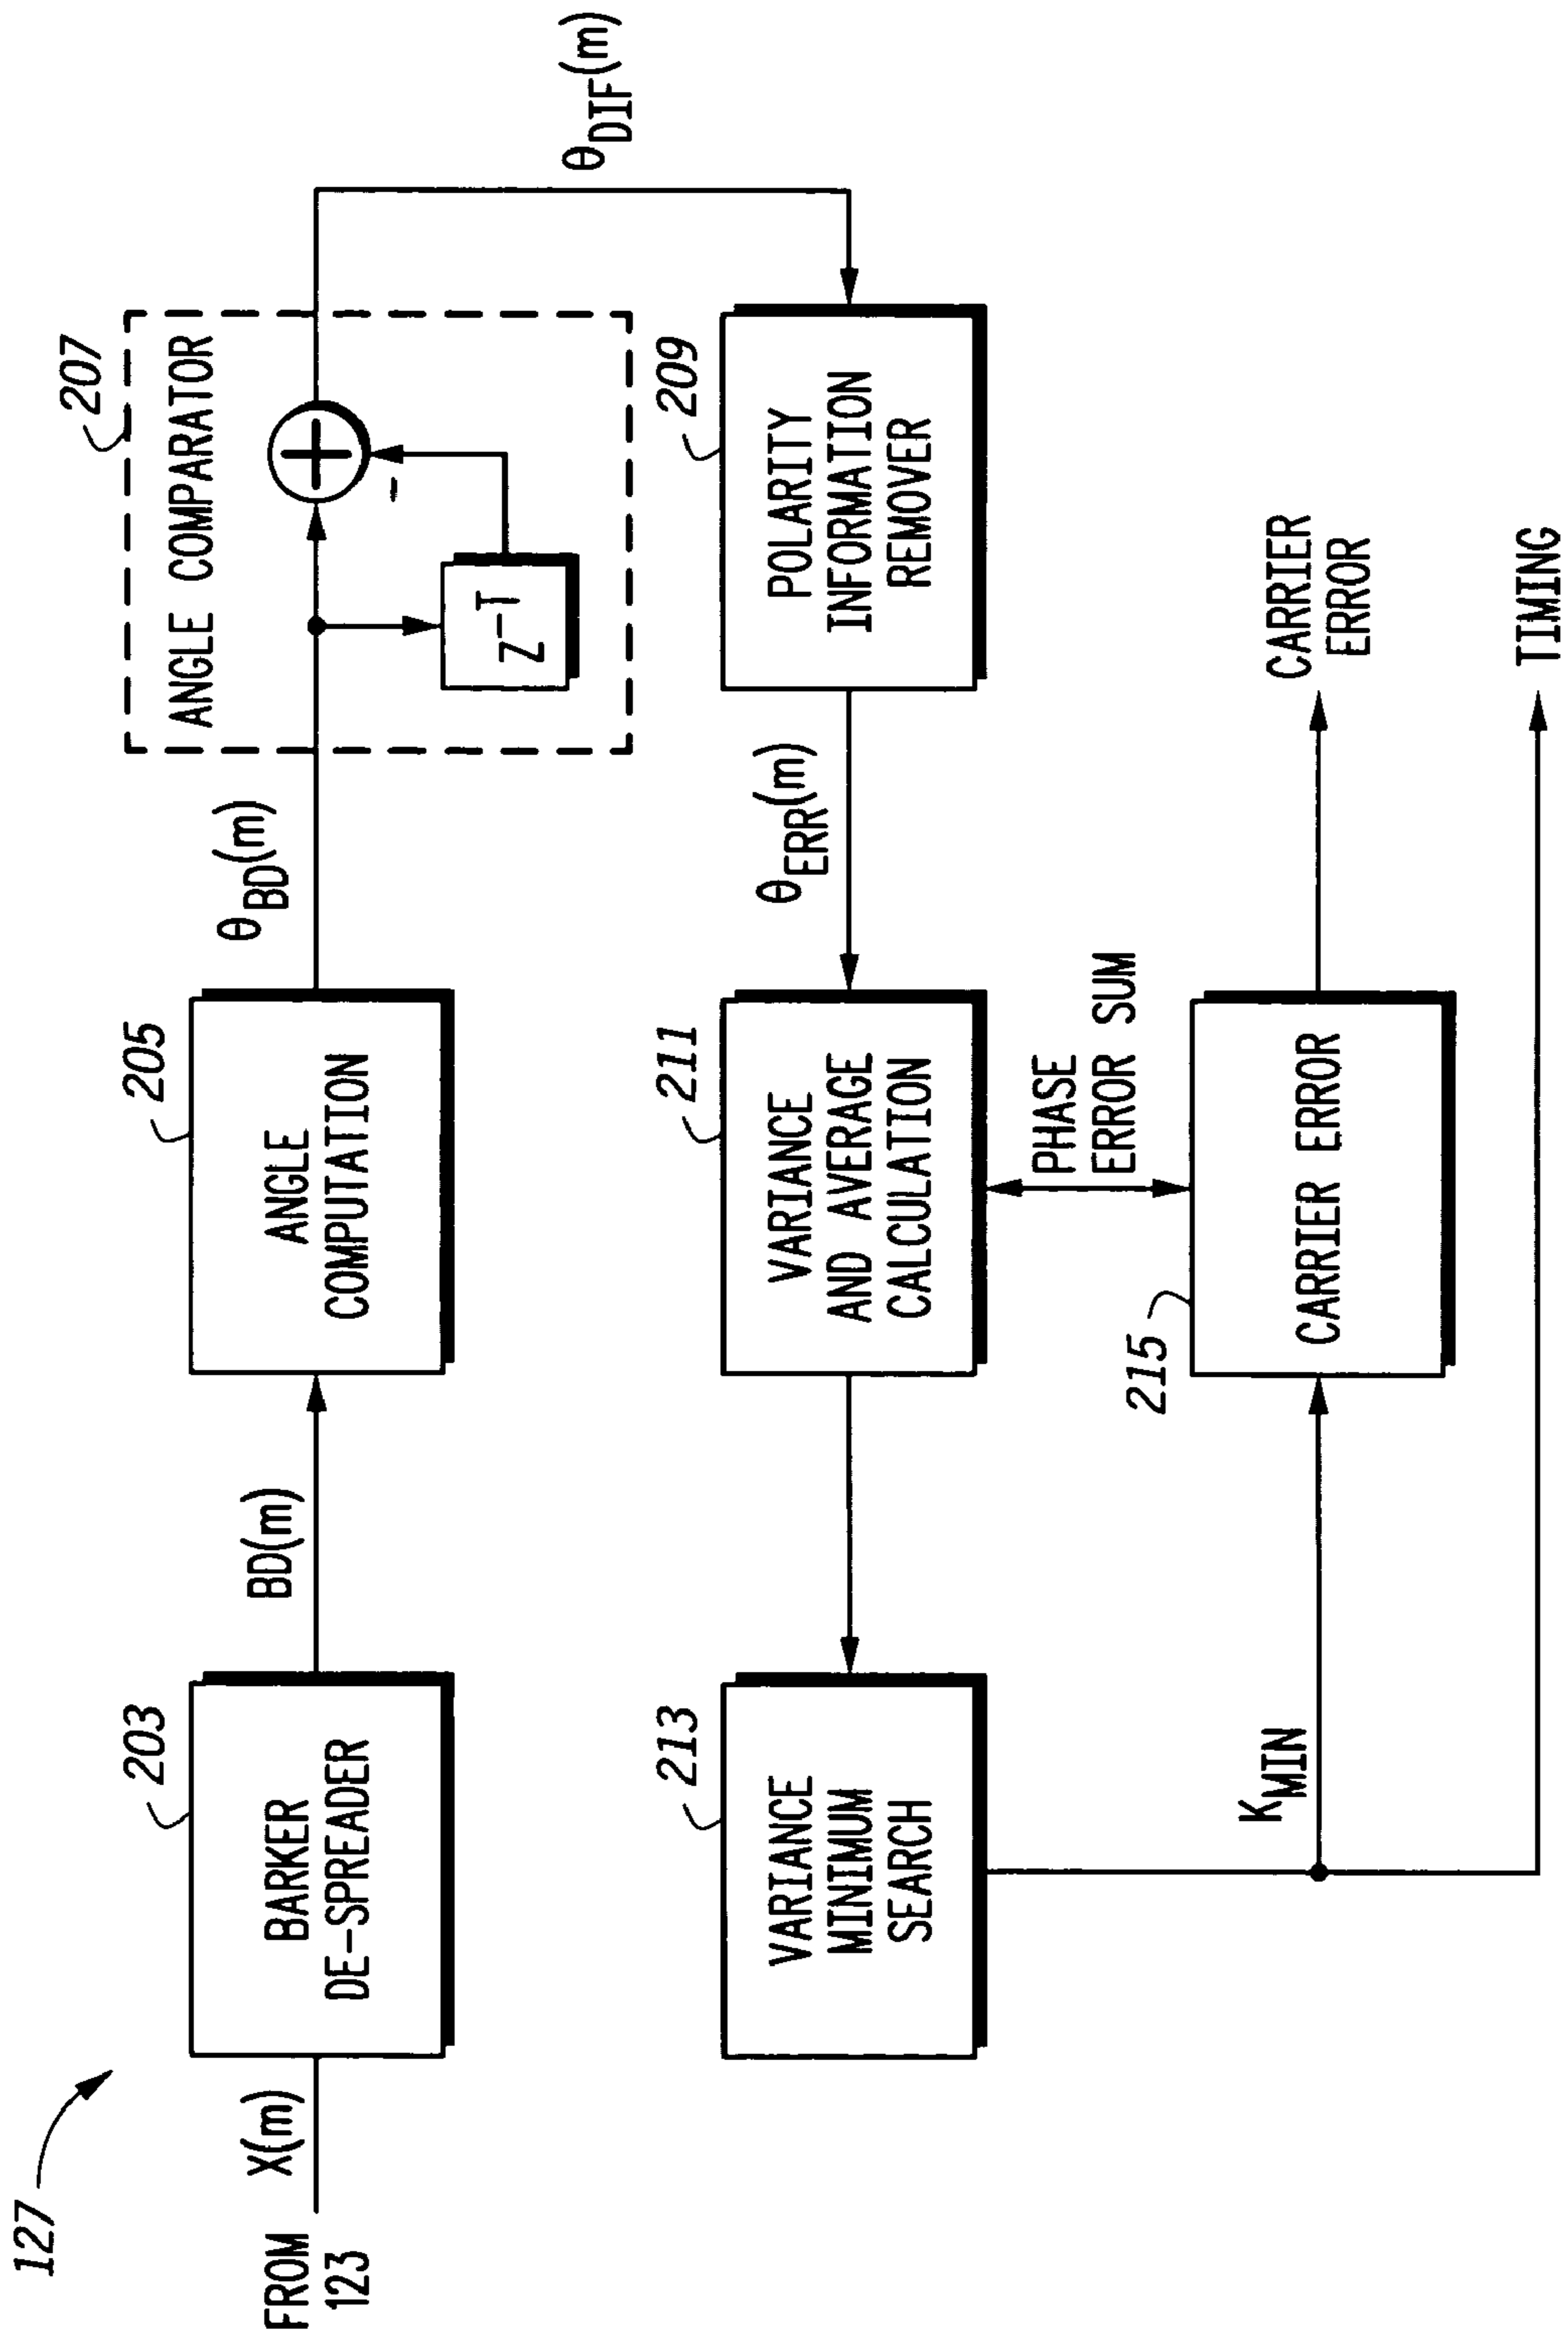 127
FROM
123
X(m)
203
BARKER
DE-SPREADER
BD(m)
205
ANGLE
COMPUTATION
θBD(m)
207
ANGLE COMPARATOR
+
-
Z-T
θDIF(m)
209
POLARITY
INFORMATION
REMOVER
θERR(m)
211
VARIANCE
AND AVERAGE
CALCULATION
213
VARIANCE
MINIMUM
SEARCH
PHASE
ERROR SUM
215
CARRIER ERROR
KMIN
CARRIER
ERROR
TIMING